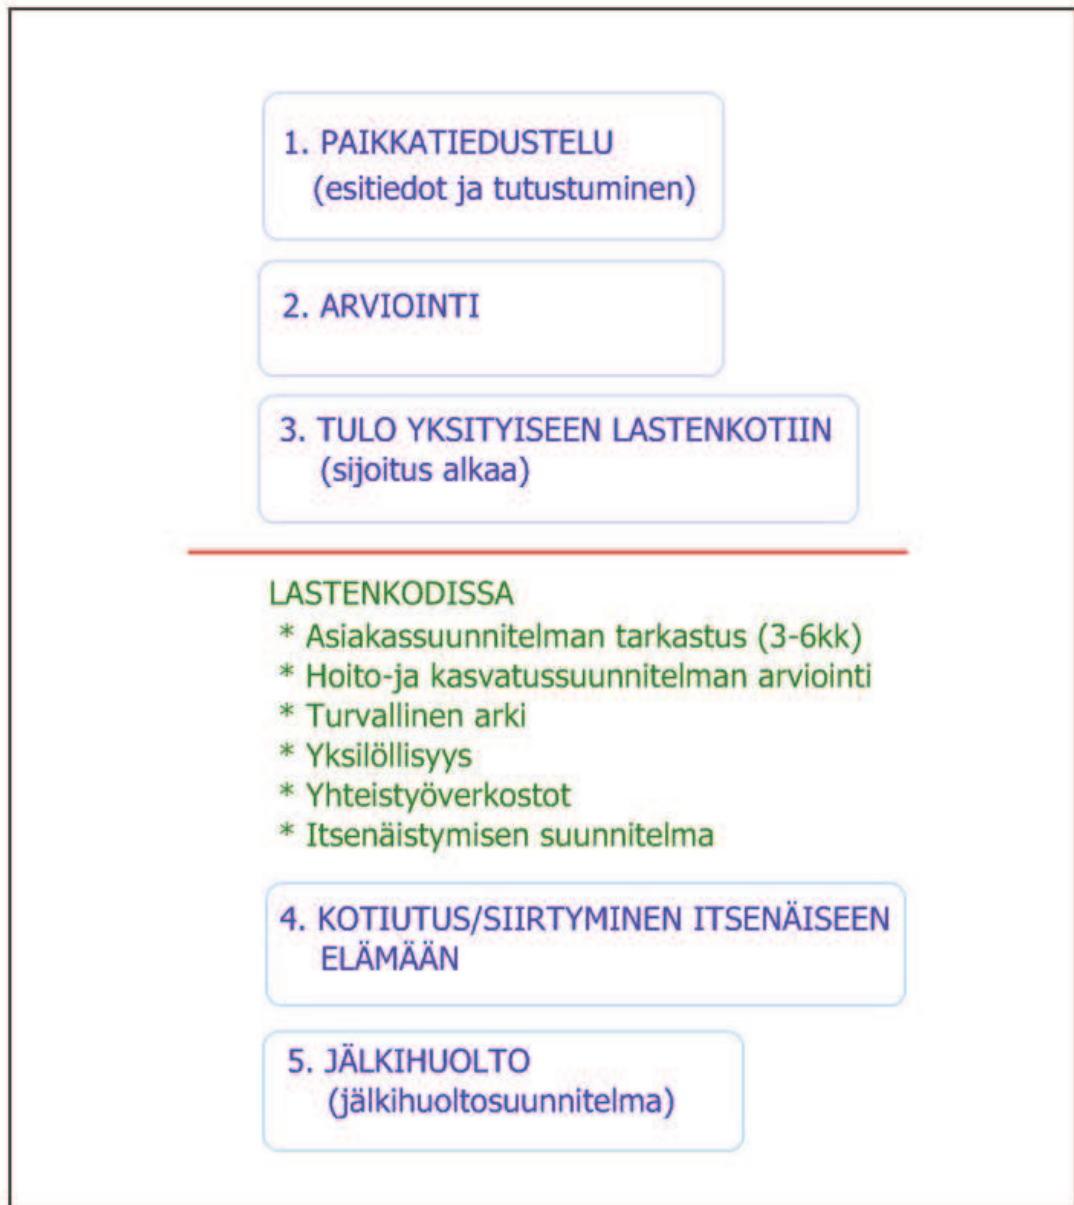 1. PAIKKATIEDUSTELU
(esitiedot ja tutustuminen)
2. ARVIOINTI
3. TULO YKSITYISEEN LASTENKOTIIN
(sijoitus alkaa)
LASTENKODISSA
* Asiakassuunnitelman tarkastus (3-6kk)
* Hoito-ja kasvatussuunnitelman arviointi
* Turvallinen arki
* Yksilöllisyys
* Yhteistyöverkostot
* Itsenäistymisen suunnitelma
4. KOTIUTUS/SIIRTYMINEN ITSENÄISEEN
ELÄMÄÄN
5. JÄLKIHUOLTO
(jälkihuoltosuunnitelma)